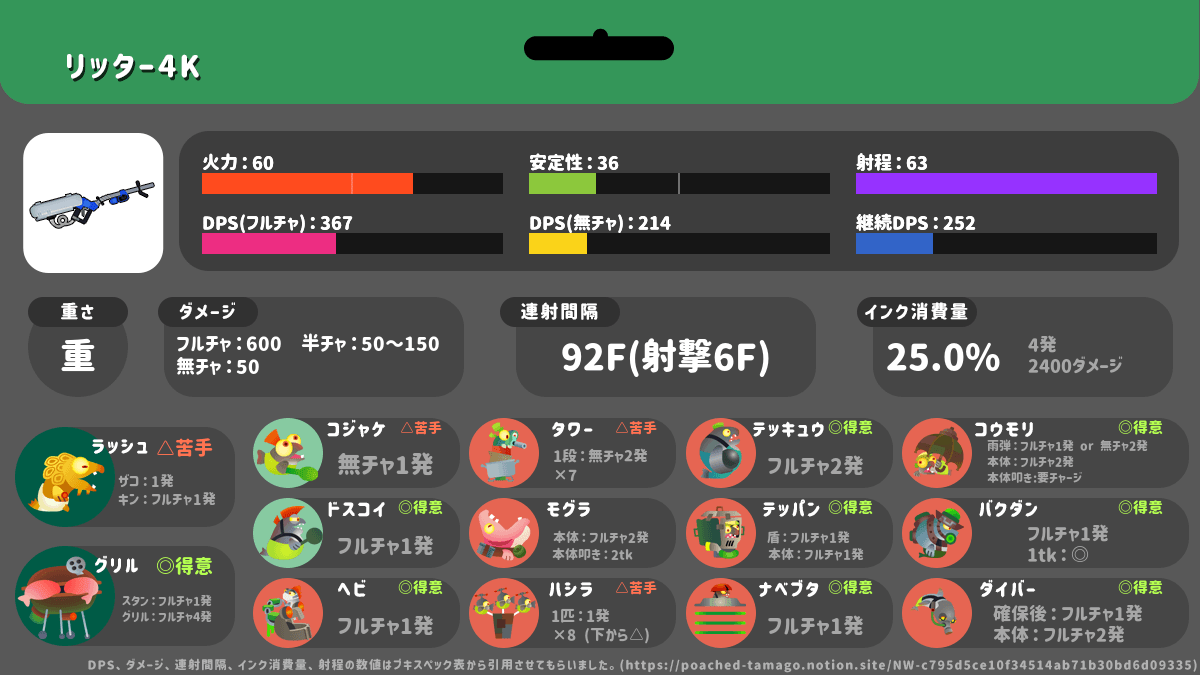 リッター4K
火力：60
安定性：36
射程：63
DPS(フルチャ)：367
DPS(無チャ)：214
継続DPS：252
重さ
重
ダメージ
フルチャ：600　半チャ：50～150
無チャ：50
連射間隔
92F(射撃6F)
インク消費量
25.0%
4発
2400ダメージ
ラッシュ △苦手
ザコ：1発
キン：フルチャ1発
グリル ◎得意
スタン：フルチャ1発
グリル：フルチャ4発
コジャケ △苦手
無チャ1発
タワー △苦手
1段：無チャ2発
×7
テッキュウ ◎得意
フルチャ2発
コウモリ ◎得意
雨弾：フルチャ1発 or 無チャ2発
本体：フルチャ2発
本体叩き:要チャージ
ドスコイ ◎得意
フルチャ1発
モグラ
本体：フルチャ2発
本体叩き：2tk
テッパン ◎得意
盾：フルチャ1発
本体：フルチャ1発
バクダン ◎得意
フルチャ1発
1tk：◎
ヘビ ◎得意
フルチャ1発
ハシラ △苦手
1匹：1発
×8 (下から△)
ナベブタ ◎得意
フルチャ1発
ダイバー ◎得意
確保後：フルチャ1発
本体：フルチャ2発
DPS、ダメージ、連射間隔、インク消費量、射程の数値はブキスペック表から引用させてもらいました。(https://poached-tamago.notion.site/NW-c795d5ce10f34514ab71b30bd6d09335)